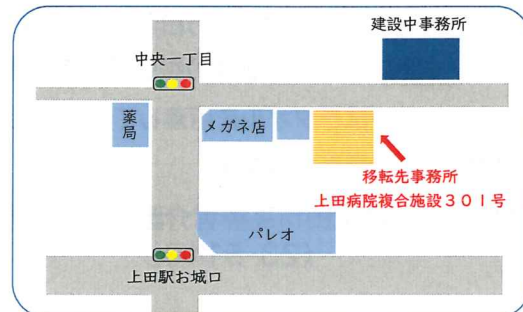 建設中事務所
中央一丁目
薬局
メガネ店
移転先事務所
上田病院複合施設301号
パレオ
上田駅お城口